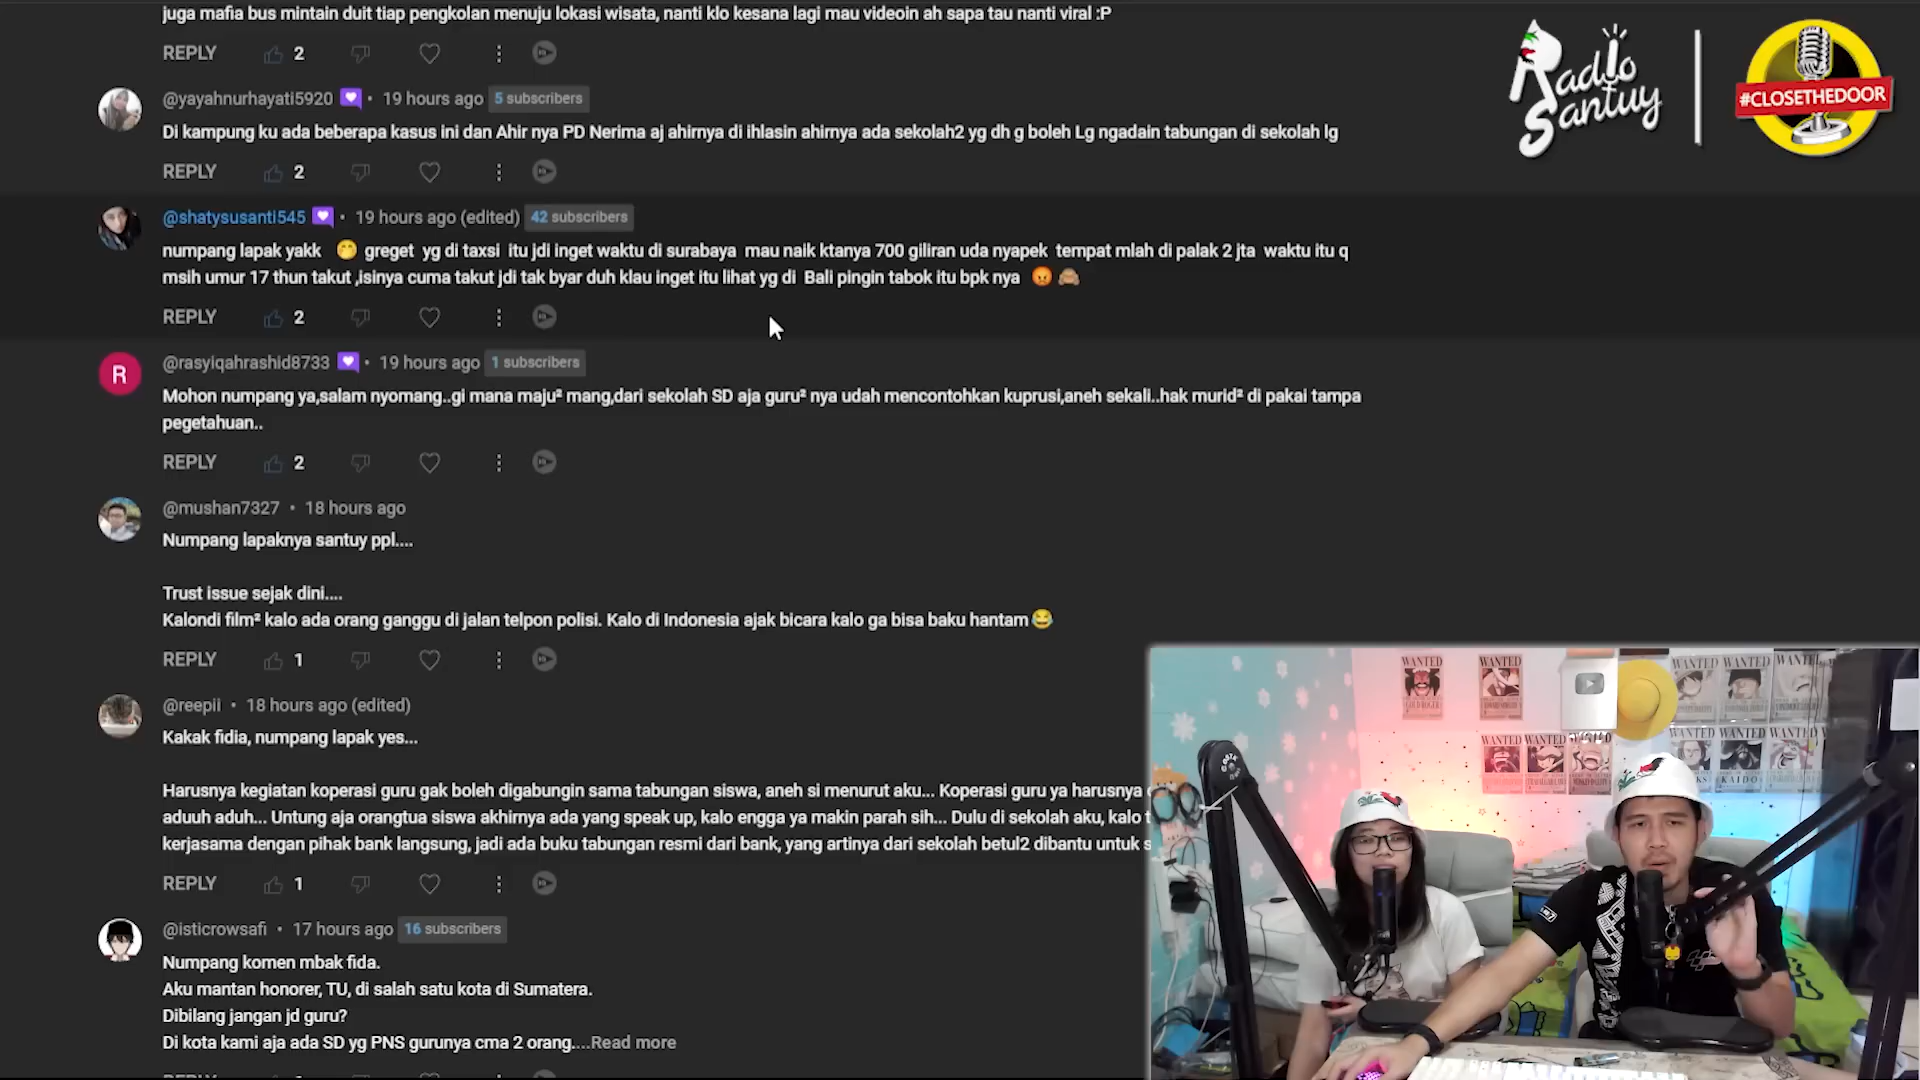 juga mafia bus mintain duit tiap pengkolan menuju lokasi wisata, nanti klo kesana lagi mau videoin ah sapa tau nanti viral :P
REPLY 2
@yayahnurhayati5920 • 19 hours ago 5 subscribers
Di kampung ku ada beberapa kasus ini dan Ahir nya PD Nerima aj ahirnya di ihlasin ahirnya ada sekolah2 yg dh g boleh Lg ngadain tabungan di sekolah lg
REPLY 2
@shatysusanti545 • 19 hours ago (edited) 42 subscribers
numpang lapak yakk 🤭 greget yg di taxsi itu jdi inget waktu di surabaya mau naik ktanya 700 giliran uda nyapek tempat mlah di palak 2 jta waktu itu q
msih umur 17 thun takut ,isinya cuma takut jdi tak byar duh klau inget itu lihat yg di Bali pingin tabok itu bpk nya 😡 🙈
REPLY 2
R
@rasyiqahrashid8733 • 19 hours ago 1 subscribers
Mohon numpang ya,salam nyomang..gi mana maju² mang,dari sekolah SD aja guru² nya udah mencontohkan kuprusi,aneh sekali..hak murid² di pakai tampa
pegetahuan..
REPLY 2
@mushan7327 • 18 hours ago
Numpang lapaknya santuy ppl....
Trust issue sejak dini....
Kalondi film² kalo ada orang ganggu di jalan telpon polisi. Kalo di Indonesia ajak bicara kalo ga bisa baku hantam😂
REPLY 1
@reepii • 18 hours ago (edited)
Kakak fidia, numpang lapak yes...
Harusnya kegiatan koperasi guru gak boleh digabungin sama tabungan siswa, aneh si menurut aku... Koperasi guru ya harusnya
aduuh aduh... Untung aja orangtua siswa akhirnya ada yang speak up, kalo engga ya makin parah sih... Dulu di sekolah aku, kalo
kerjasama dengan pihak bank langsung, jadi ada buku tabungan resmi dari bank, yang artinya dari sekolah betul2 dibantu untuk
REPLY 1
@isticrowsafi • 17 hours ago 16 subscribers
Numpang komen mbak fida.
Aku mantan honorer, TU, di salah satu kota di Sumatera.
Dibilang jangan jd guru?
Di kota kami aja ada SD yg PNS gurunya cma 2 orang....Read more
Radio
Santuy
#CLOSETHEDOOR
WANTED
WANTED
WANTED WANTED
WANTED WANTED WANTED
WANTED WANTED
KAIDO